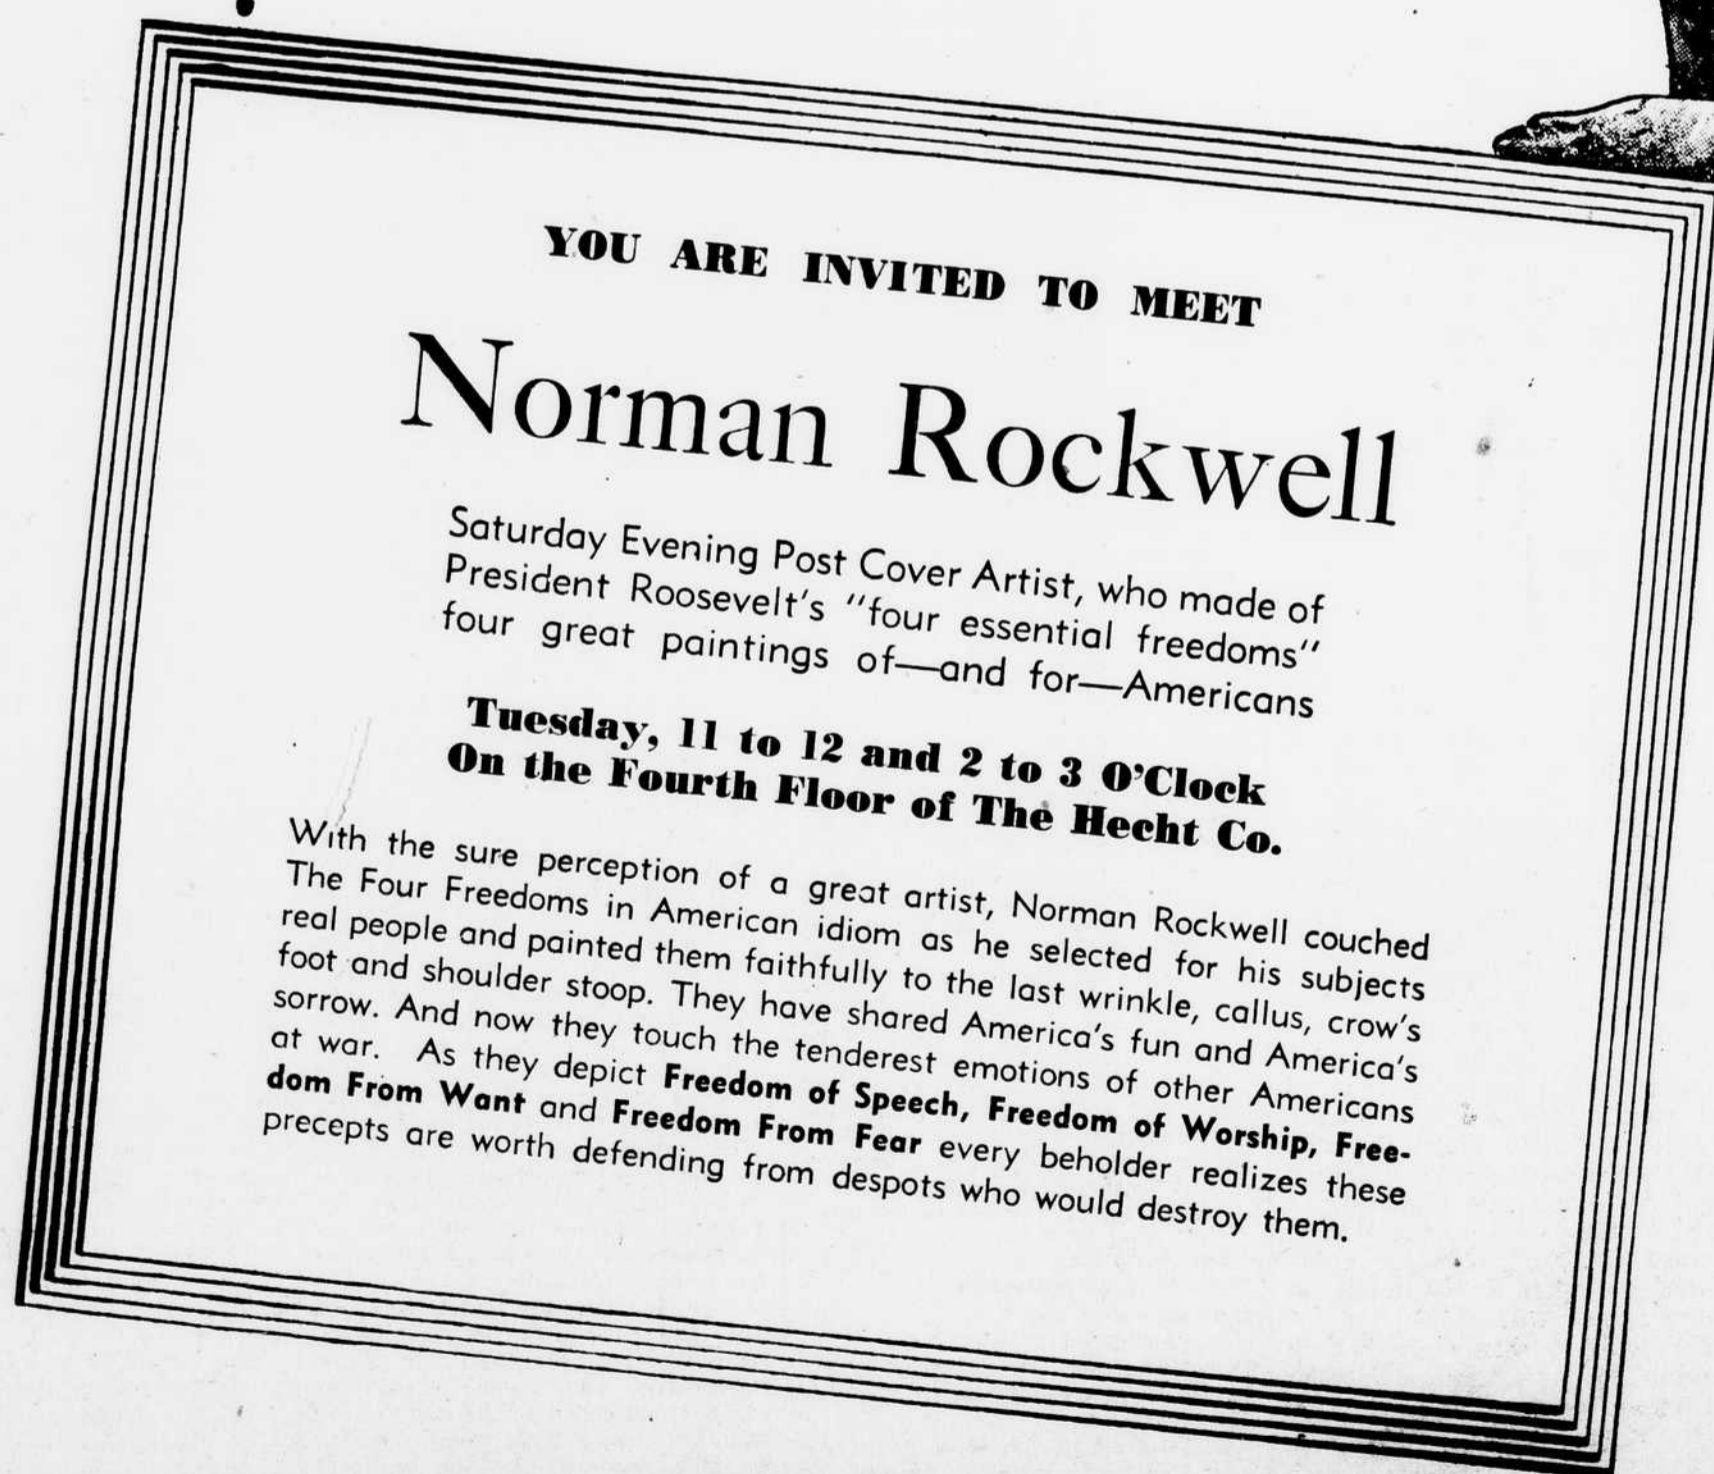 YOU ARE INVITED TO MEET
Norman Rockwell
Saturday Evening Post Cover Artist, who made of
President Roosevelt's "four essential freedoms"
four great paintings of—and for—Americans
Tuesday, 11 to 12 and 2 to 3 O'Clock
On the Fourth Floor of The Hecht Co.
With the sure perception of a great artist, Norman Rockwell couched
The Four Freedoms in American idiom as he selected for his subjects
real people and painted them faithfully to the last wrinkle, callus, crow's
foot and shoulder stoop. They have shared America's fun and America's
sorrow. And now they touch the tenderest emotions of other Americans
at war. As they depict Freedom of Speech, Freedom of Worship, Free-
dom From Want and Freedom From Fear every beholder realizes these
precepts are worth defending from despots who would destroy them.